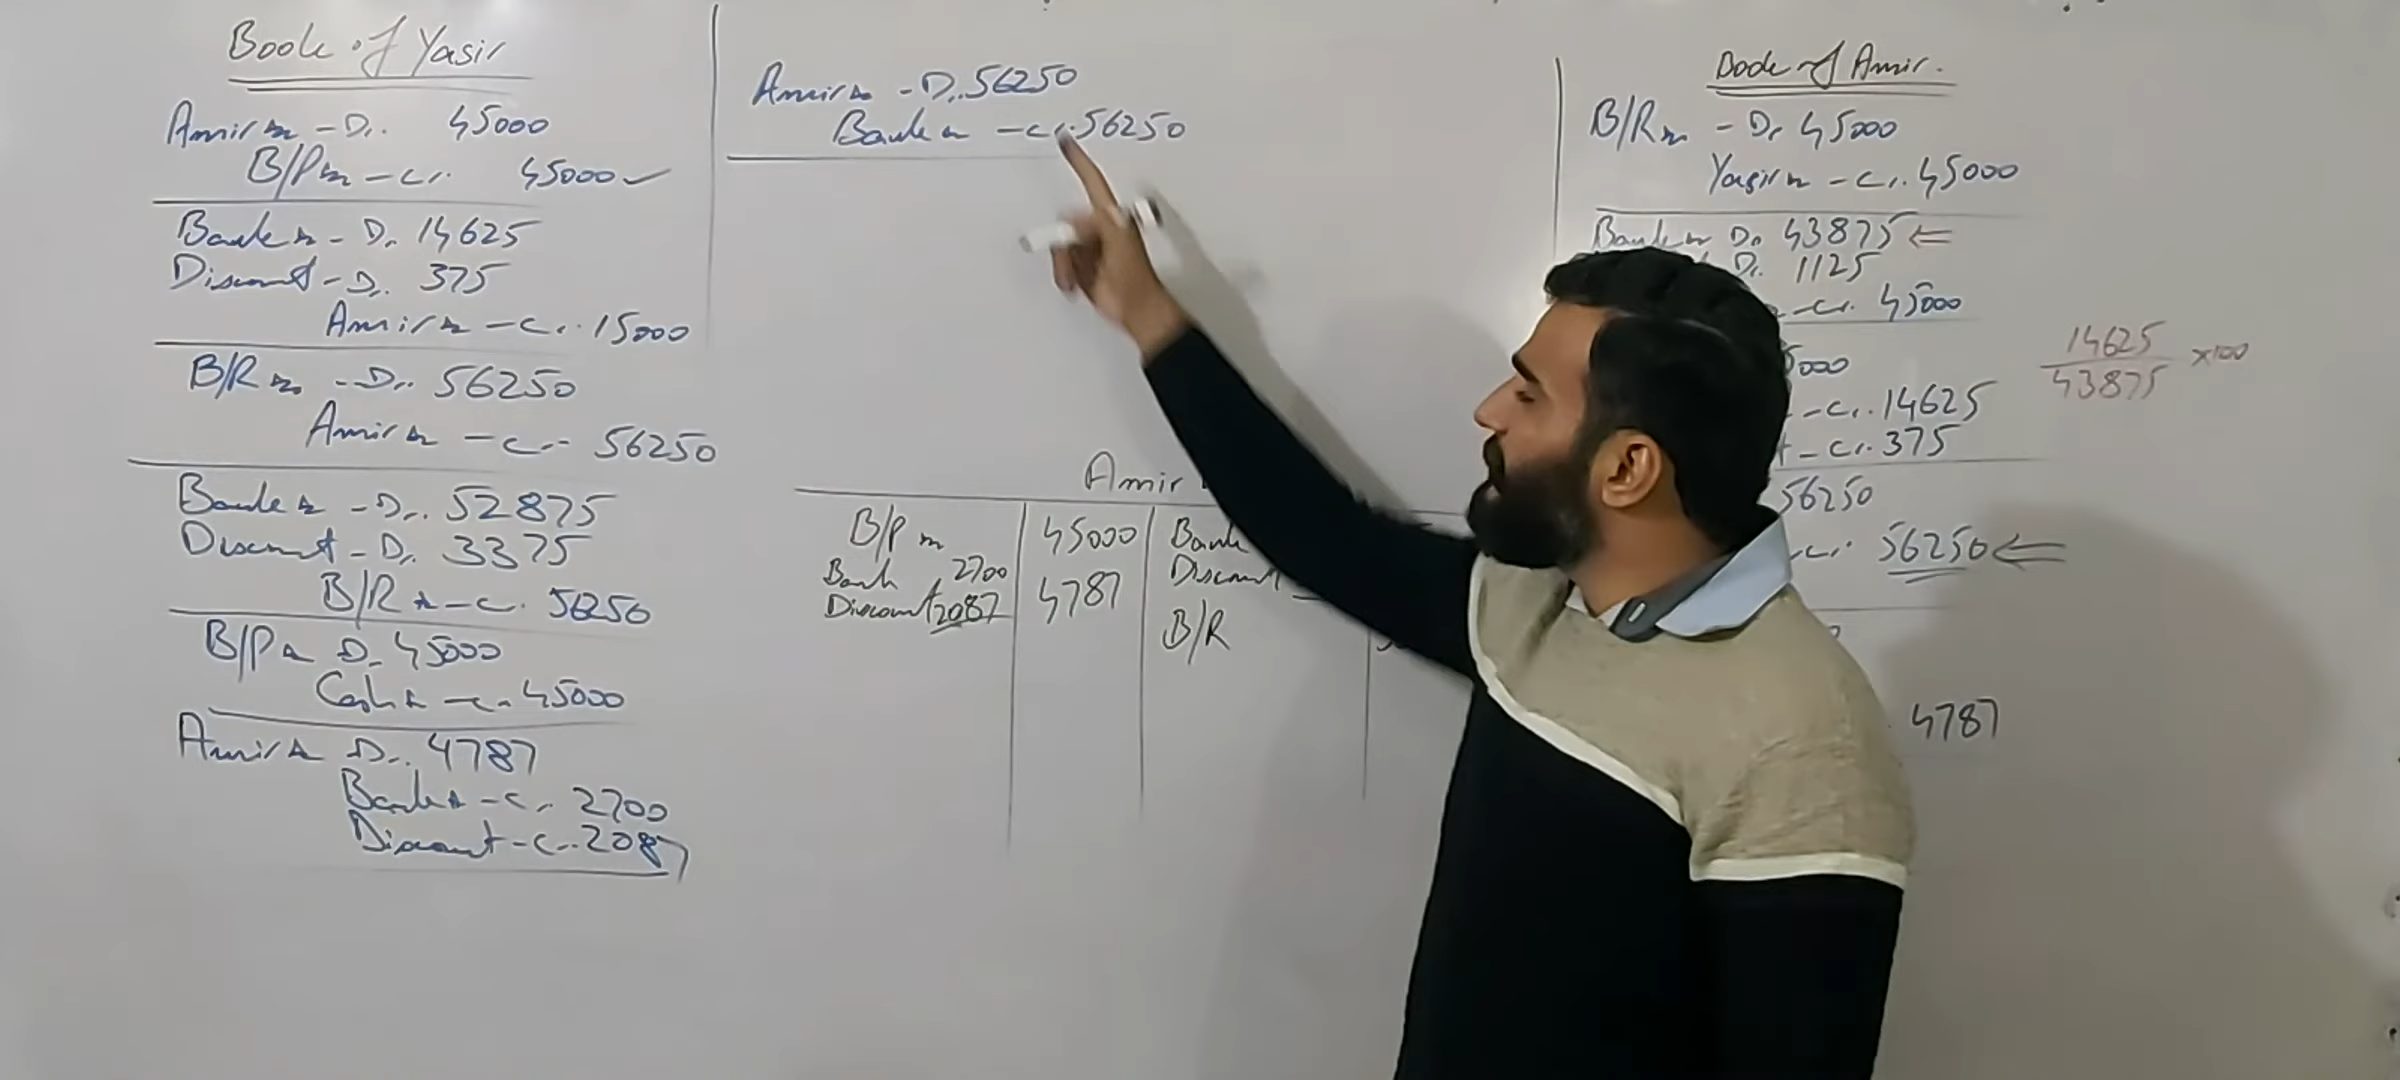 Book of Yasir
Amir a/c - Dr. 45000
B/P a/c - Cr. 45000
Bank a/c - Dr. 14625
Discount - Dr. 375
Amir a/c - Cr. 15000
B/R a/c - Dr. 56250
Amir a/c - Cr - 56250
Bank a/c - Dr. 52875
Discount - Dr. 3375
B/R a/c - Cr. 56250
B/P a/c Dr. 45000
Cash a/c - Cr. 45000
Amir a/c Dr. 4787
Bank a/c - Cr. 2700
Discount - Cr. 2087
Amir a/c - Dr. 56250
Bank a/c - Cr. 56250
Amir
B/P a/c 45000 Bank
Bank 2700 Discount
Discount 2087 4787
B/R
Book of Amir.
B/R a/c - Dr 45000
Yasir a/c - Cr. 45000
Bank a/c Dr. 43875
Dr. 1125
- Cr. 45000
5000
- Cr. 14625
- Cr. 375
56250
Cr. 56250
4787
14625
43875 ×100